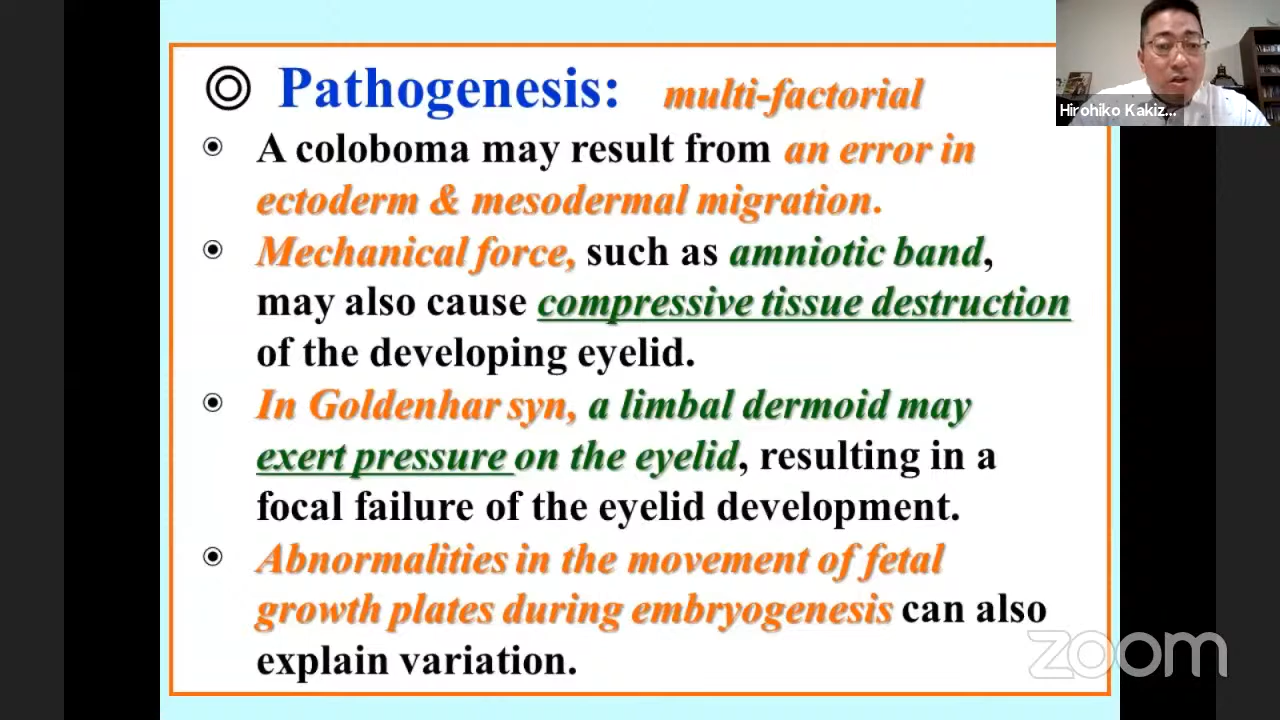 Pathogenesis: multi-factorial
A coloboma may result from an error in
ectoderm & mesodermal migration.
Mechanical force, such as amniotic band,
may also cause compressive tissue destruction
of the developing eyelid.
In Goldenhar syn, a limbal dermoid may
exert pressure on the eyelid, resulting in a
focal failure of the eyelid development.
Abnormalities in the movement of fetal
growth plates during embryogenesis can also
explain variation.
Hirohiko Kakiz...
zoom